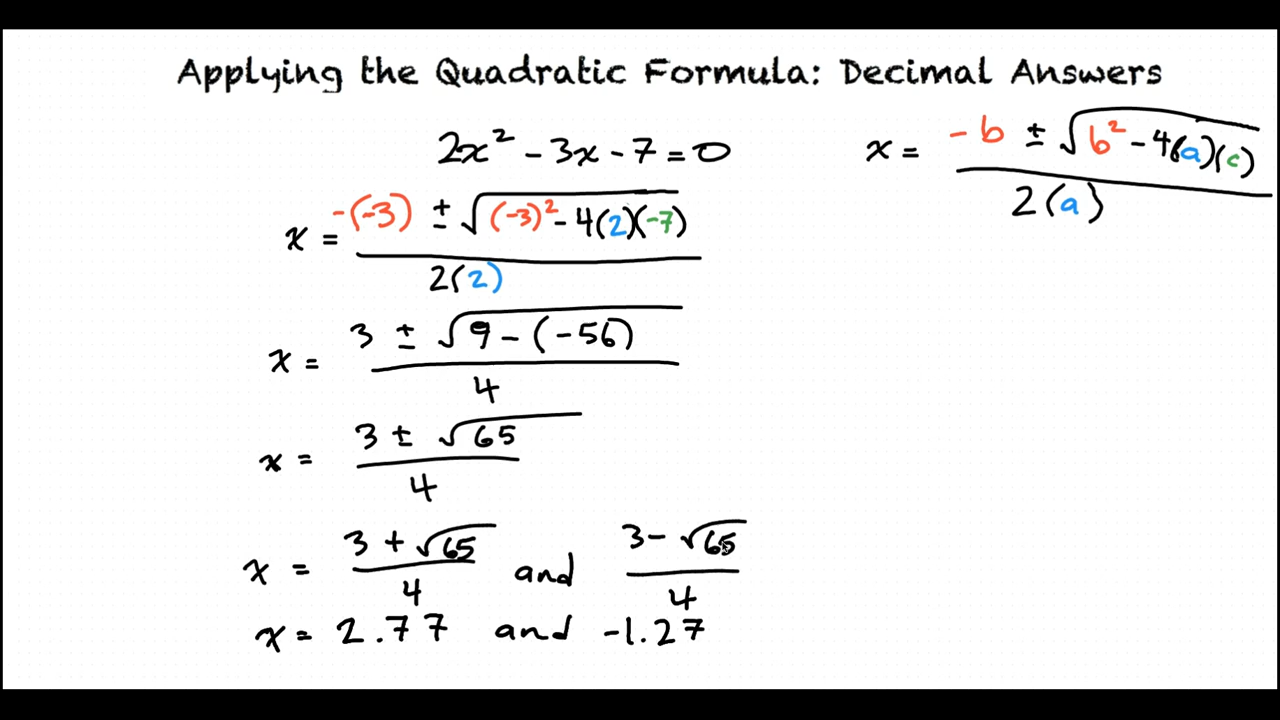 Applying the Quadratic Formula: Decimal Answers
2x² - 3x - 7 = 0
x = (-b ± √(b² - 4(a)(c))) / (2(a))
x = (-(-3) ± √((-3)² - 4(2)(-7))) / (2(2))
x = (3 ± √(9 - (-56))) / 4
x = (3 ± √65) / 4
x = (3 + √65) / 4 and (3 - √65) / 4
x = 2.77 and -1.27